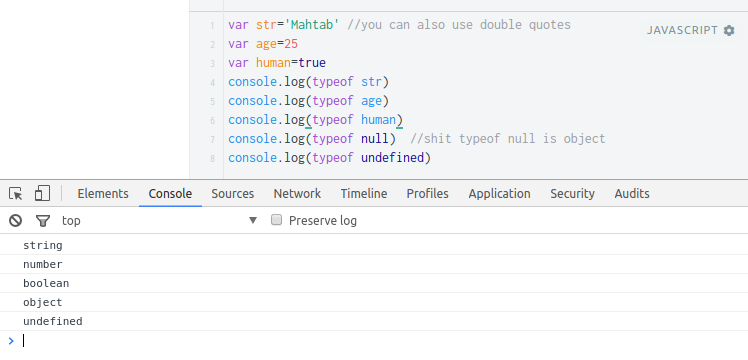 1 var str='Mahtab' //you can also use double quotes
JAVASCRIPT
2 var age=25
3 var human=true
4 console.log(typeof str)
5 console.log(typeof age)
6 console.log(typeof human)
7 console.log(typeof null)  //shit typeof null is object
8 console.log(typeof undefined)
Elements Console Sources Network Timeline Profiles Application Security Audits
top Preserve log
string
number
boolean
object
undefined